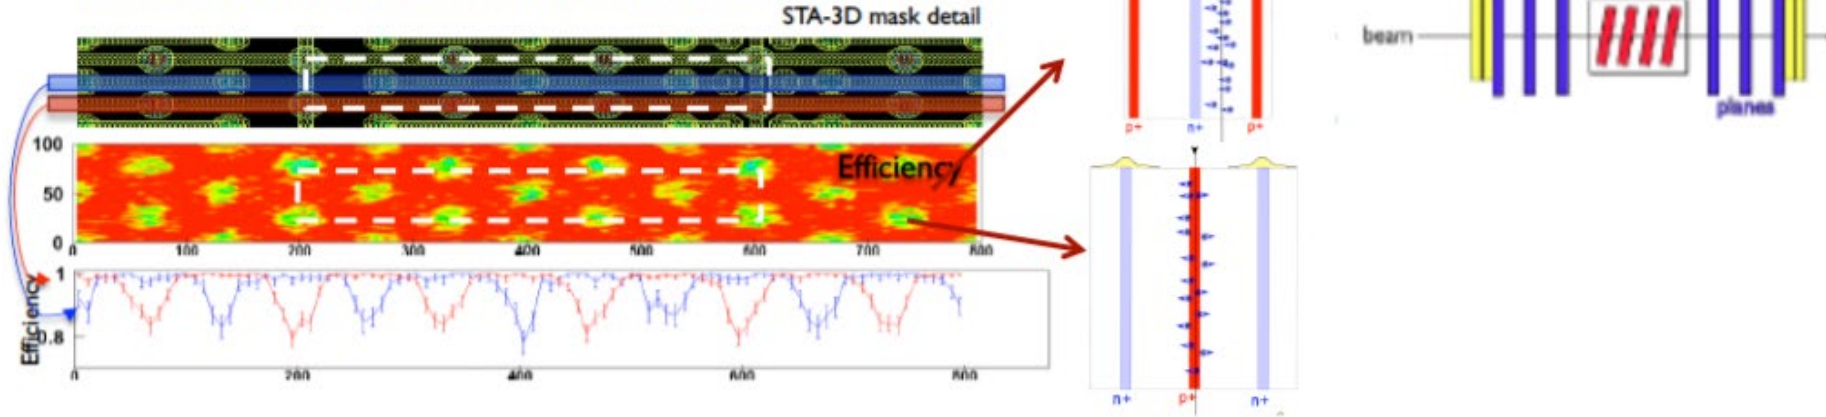 STA-3D mask detail
beam
planes
p+ n+ p+
100
50
0
Efficiency
0 100 200 300 400 500 600 700 800
Efficiency
1
0.8
0 200 400 600 800
n+ p+ n+